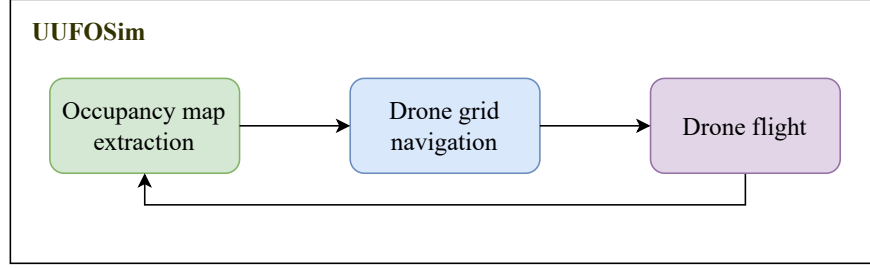 UUFOSim
Occupancy map
extraction
Drone grid
navigation
Drone flight